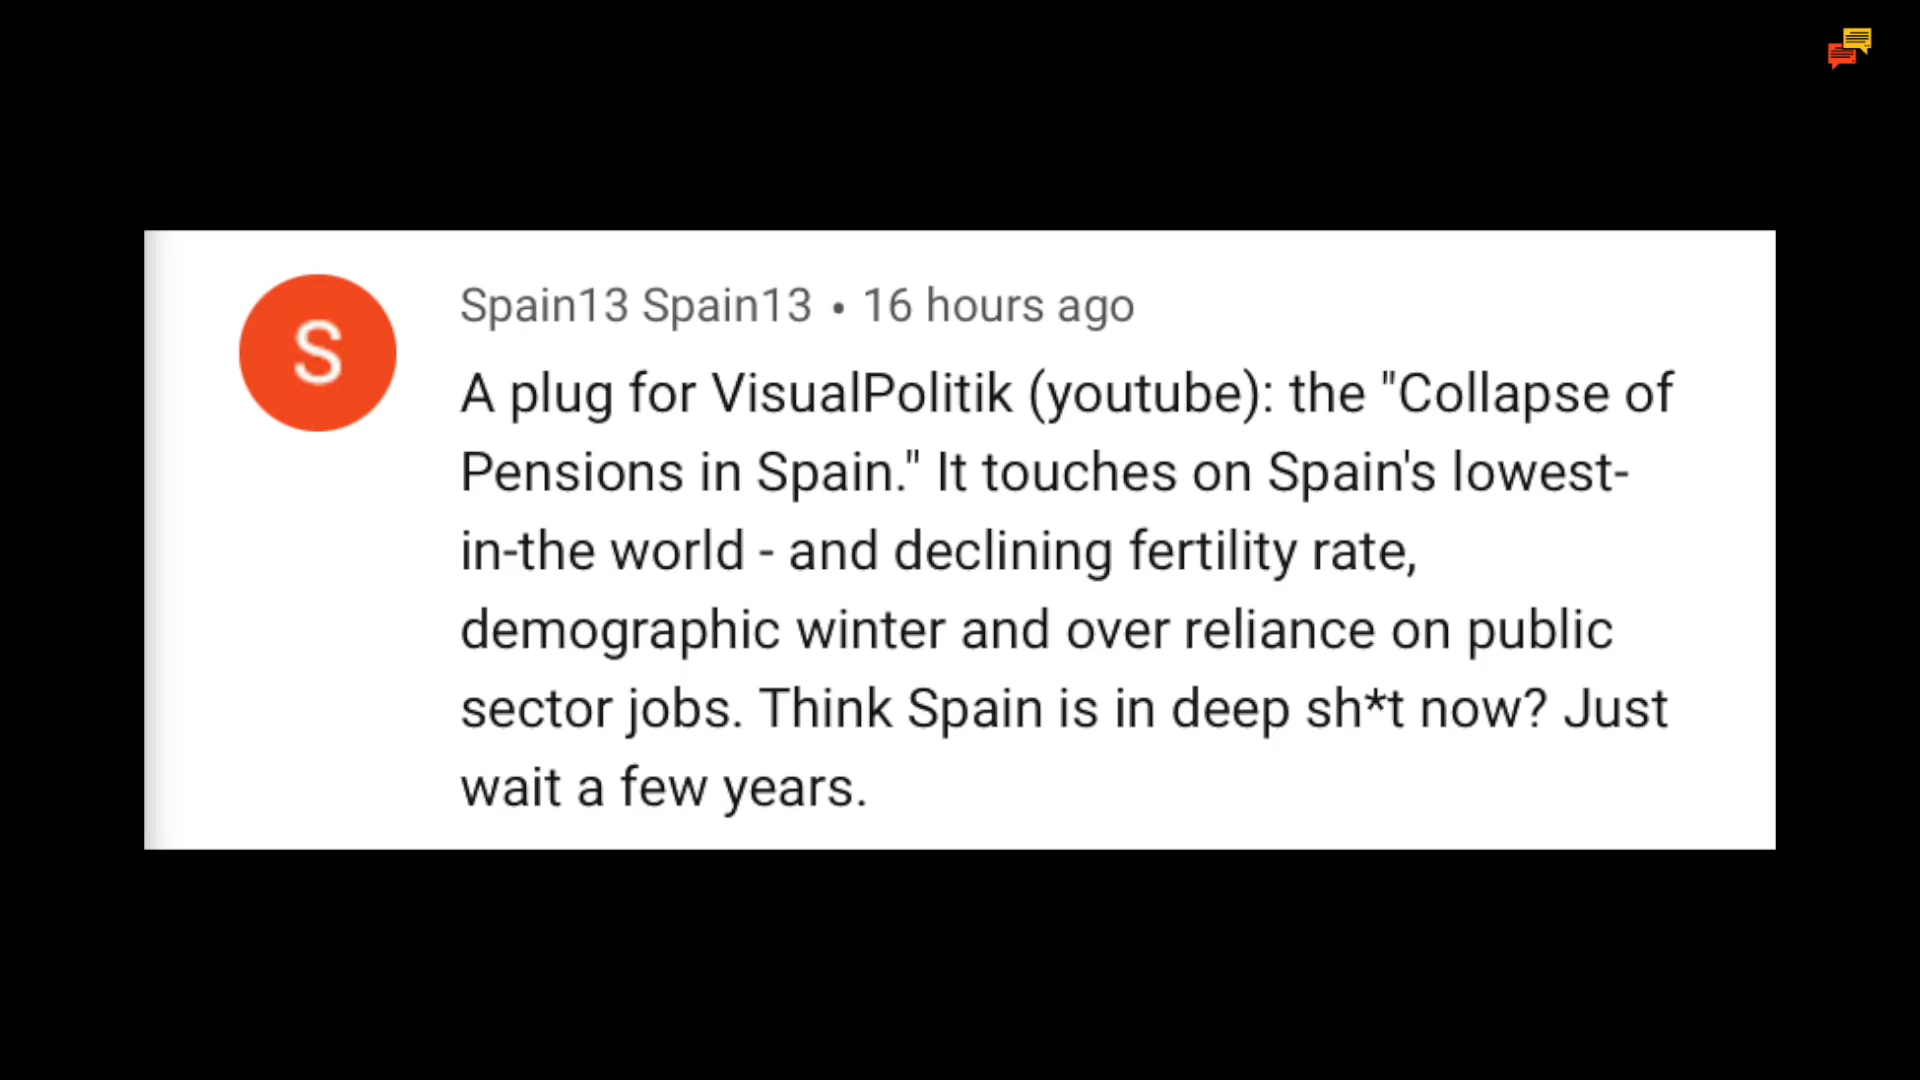 S
Spain13 Spain13 • 16 hours ago
A plug for VisualPolitik (youtube): the "Collapse of
Pensions in Spain." It touches on Spain's lowest-
in-the world - and declining fertility rate,
demographic winter and over reliance on public
sector jobs. Think Spain is in deep sh*t now? Just
wait a few years.